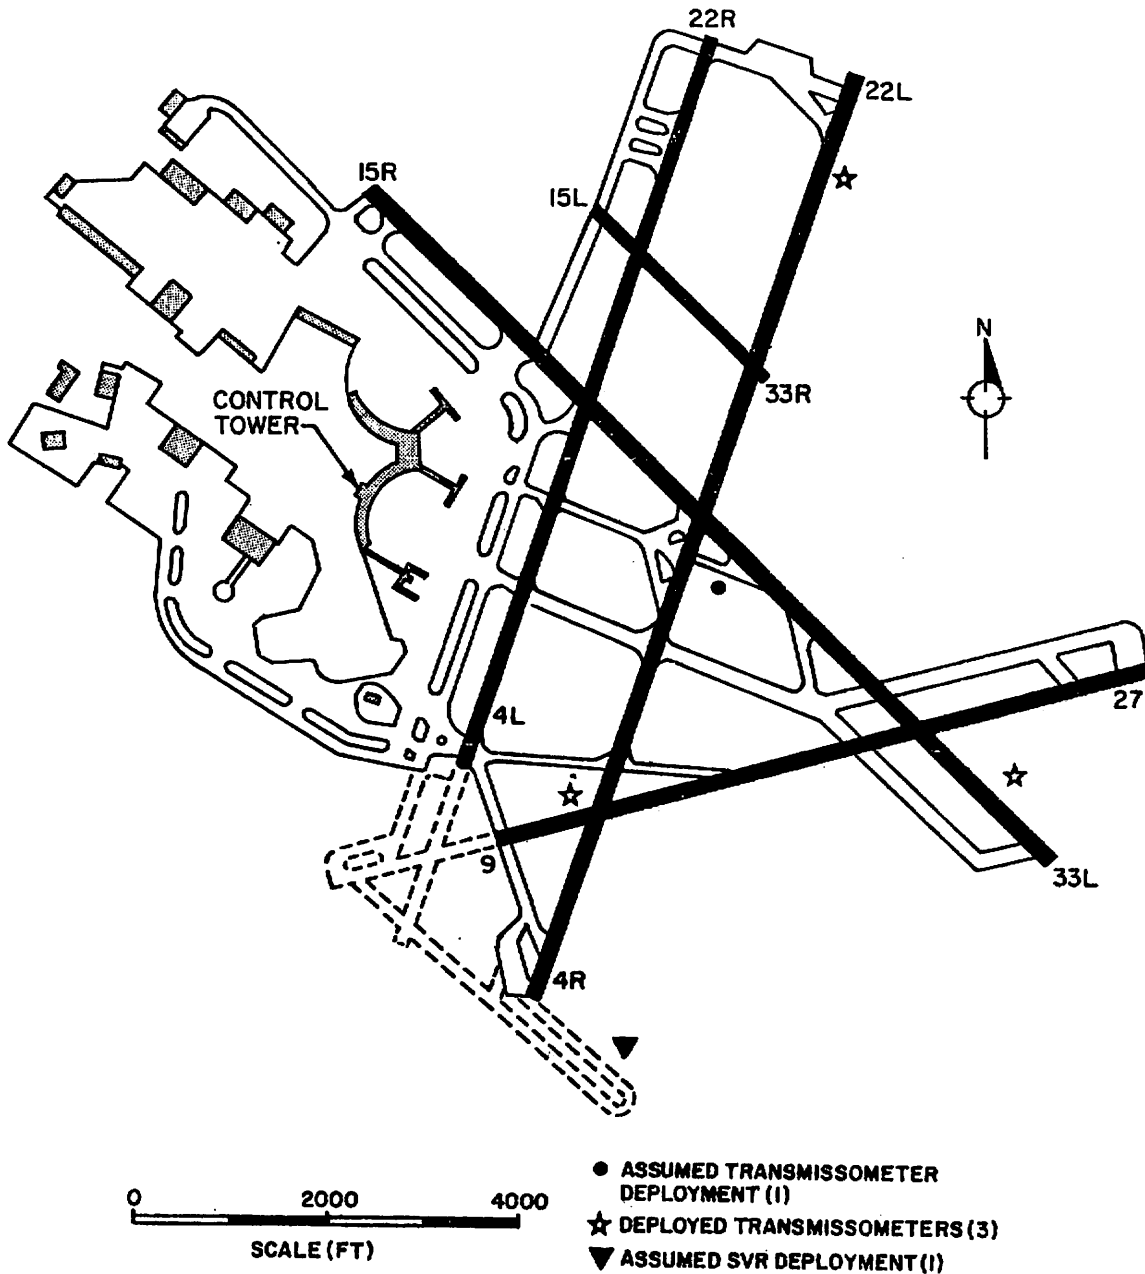 22R
22L
15R
15L
N
33R
CONTROL
TOWER
27
4L
9
33L
4R
0 2000 4000
SCALE (FT)
● ASSUMED TRANSMISSOMETER
DEPLOYMENT (1)
☆ DEPLOYED TRANSMISSOMETERS (3)
▼ ASSUMED SVR DEPLOYMENT (1)